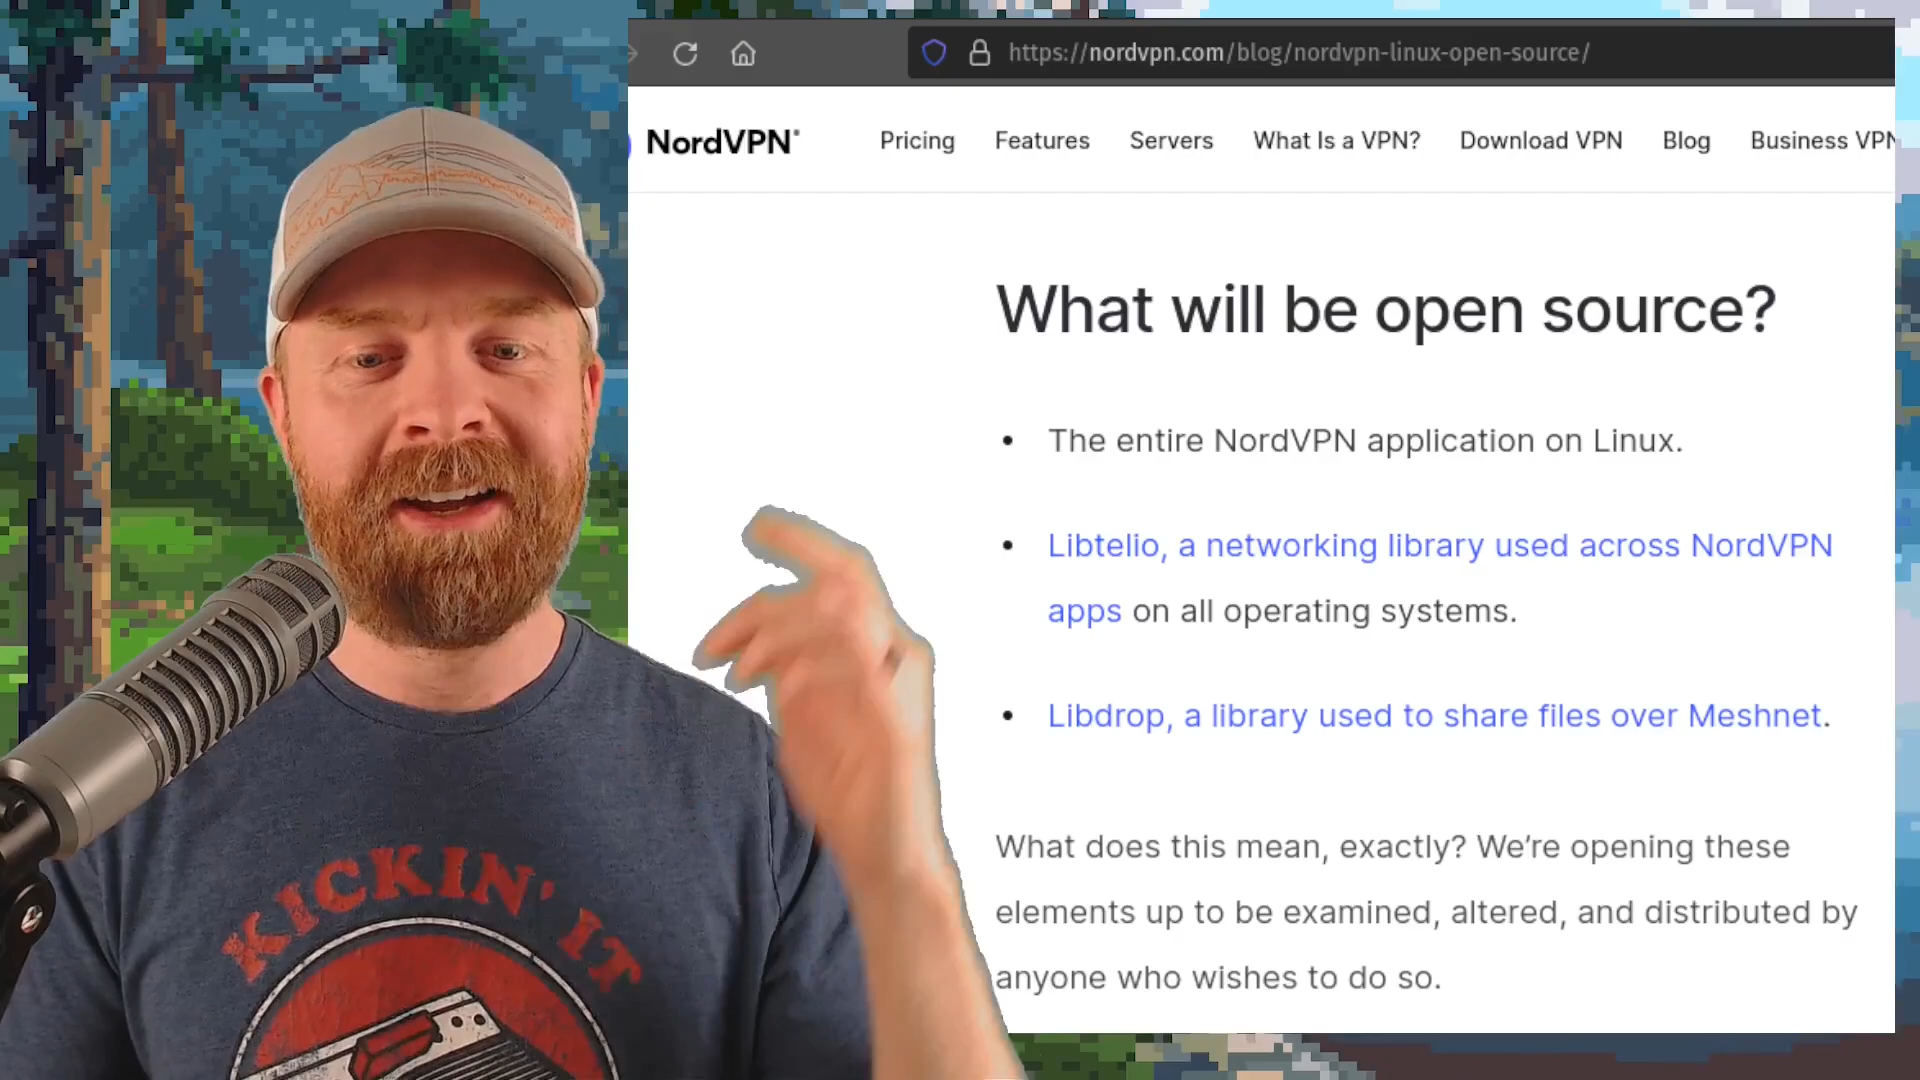 https://nordvpn.com/blog/nordvpn-linux-open-source/
NordVPN®
Pricing Features Servers What Is a VPN? Download VPN Blog Business VPN
What will be open source?
• The entire NordVPN application on Linux.
• Libtelio, a networking library used across NordVPN
apps on all operating systems.
• Libdrop, a library used to share files over Meshnet.
What does this mean, exactly? We’re opening these
elements up to be examined, altered, and distributed by
anyone who wishes to do so.
KICKIN' IT